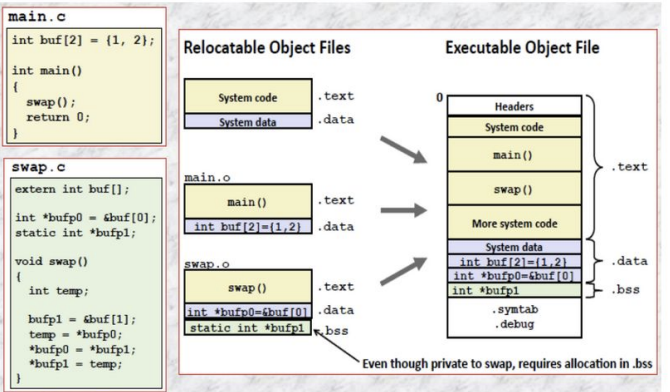 main.c
int buf[2] = {1, 2};
int main()
{
swap();
return 0;
}
swap.c
extern int buf[];
int *bufp0 = &buf[0];
static int *bufp1;
void swap()
{
int temp;
bufp1 = &buf[1];
temp = *bufp0;
*bufp0 = *bufp1;
*bufp1 = temp;
}
Relocatable Object Files
System code
.text
System data
.data
main.o
main()
.text
int buf[2]={1,2}
.data
swap.o
swap()
.text
int *bufp0=&buf[0]
.data
static int *bufp1
.bss
Executable Object File
0
Headers
System code
main()
swap()
More system code
.text
System data
int buf[2]={1,2}
int *bufp0=&buf[0]
.data
int *bufp1
.bss
.symtab
.debug
Even though private to swap, requires allocation in .bss